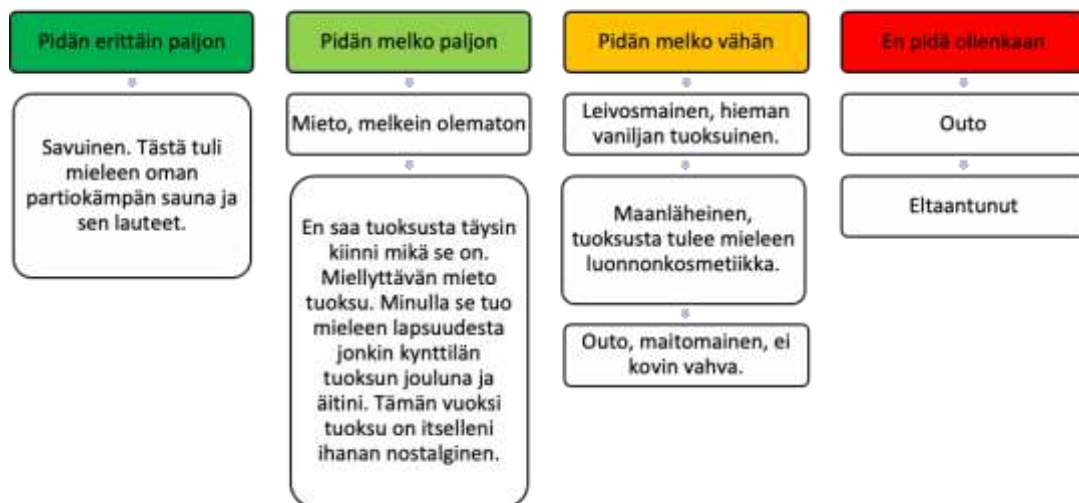 Pidän erittäin paljon
Savuinen. Tästä tuli
mieleen oman
partiokämpän sauna ja
sen lauteet.
Pidän melko paljon
Mieto, melkein olematon
En saa tuoksusta täysin
kiinni mikä se on.
Miellyttävän mieto
tuoksu. Minulla se tuo
mieleen lapsuudesta
jonkin kynttilän
tuoksun jouluna ja
äitini. Tämän vuoksi
tuoksu on itselleni
ihanan nostalginen.
Pidän melko vähän
Leivosmainen, hieman
vaniljan tuoksuinen.
Maanläheinen,
tuoksusta tulee mieleen
luonnonkosmetiikka.
Outo, maitomainen, ei
kovin vahva.
En pidä ollenkaan
Outo
Eltaantunut